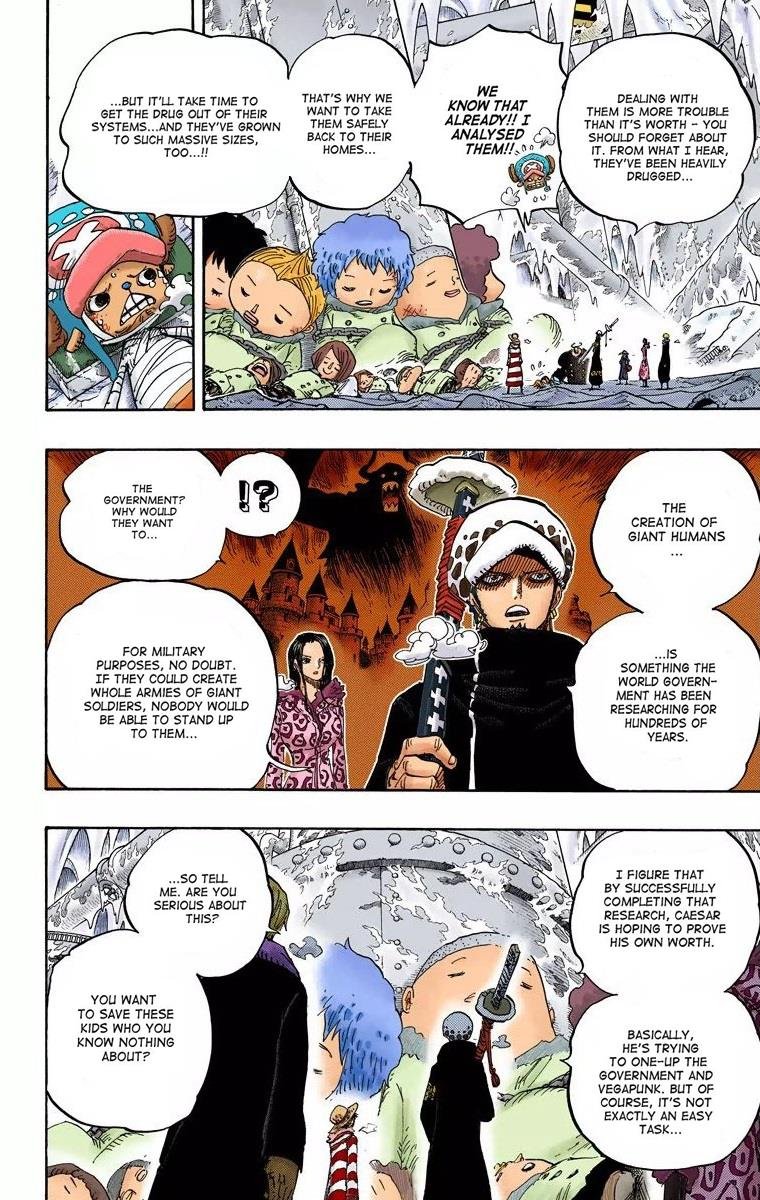 DEALING WITH
THEM IS MORE TROUBLE
THAN IT'S WORTH - YOU
SHOULD FORGET ABOUT
IT. FROM WHAT I HEAR,
THEY'VE BEEN HEAVILY
DRUGGED...
WE
KNOW THAT
ALREADY!! I
ANALYSED
THEM!!
THAT'S WHY WE
WANT TO TAKE
THEM SAFELY
BACK TO THEIR
HOMES...
...BUT IT'LL TAKE TIME TO
GET THE DRUG OUT OF THEIR
SYSTEMS...AND THEY'VE GROWN
TO SUCH MASSIVE SIZES,
TOO...!!
THE
CREATION OF
GIANT HUMANS
...
...IS
SOMETHING THE
WORLD GOVERN-
MENT HAS BEEN
RESEARCHING FOR
HUNDREDS OF
YEARS.
!?
THE
GOVERNMENT?
WHY WOULD
THEY WANT
TO...
FOR MILITARY
PURPOSES, NO DOUBT.
IF THEY COULD CREATE
WHOLE ARMIES OF GIANT
SOLDIERS, NOBODY WOULD
BE ABLE TO STAND UP
TO THEM...
I FIGURE THAT
BY SUCCESSFULLY
COMPLETING THAT
RESEARCH, CAESAR
IS HOPING TO PROVE
HIS OWN WORTH.
BASICALLY,
HE'S TRYING
TO ONE-UP THE
GOVERNMENT AND
VEGAPUNK. BUT OF
COURSE, IT'S NOT
EXACTLY AN EASY
TASK...
...SO TELL
ME. ARE YOU
SERIOUS ABOUT
THIS?
YOU WANT
TO SAVE THESE
KIDS WHO YOU
KNOW NOTHING
ABOUT?